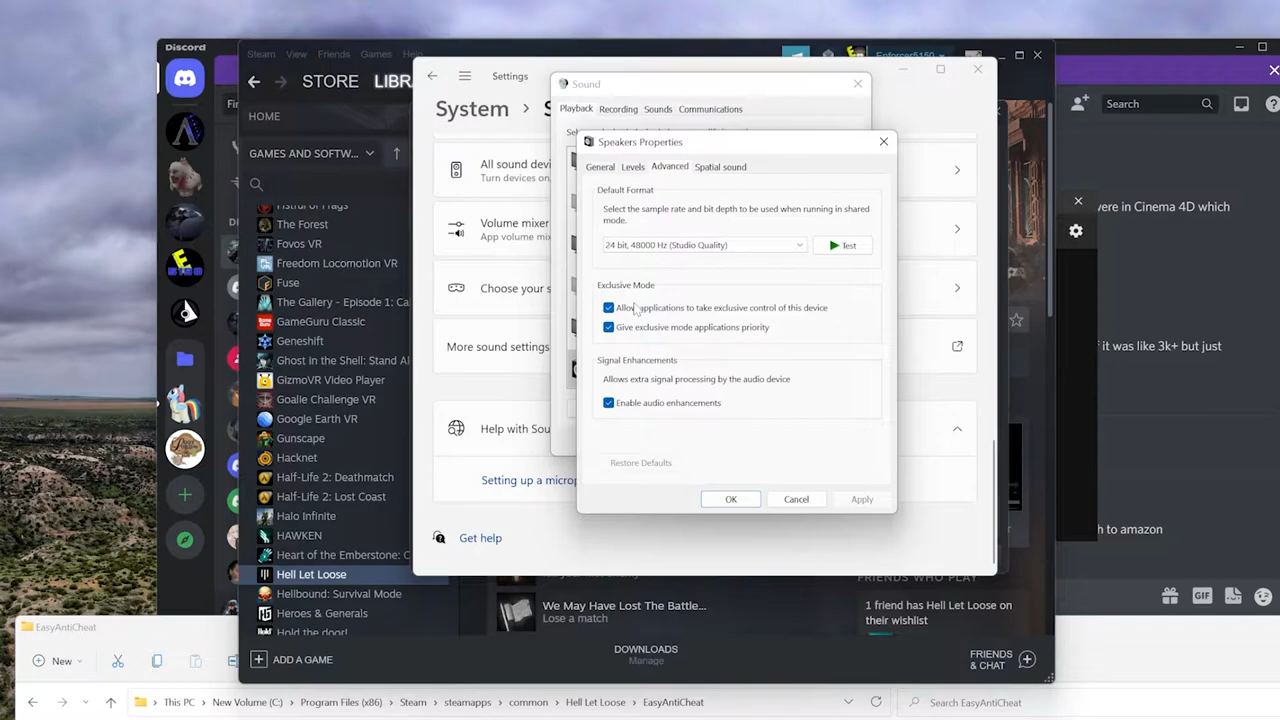 Discord
Steam View Friends Games Help
Enforcer5150
STORE LIBR
HOME
GAMES AND SOFTW...
The Forest
Fovos VR
Freedom Locomotion VR
Fuse
The Gallery - Episode 1: Ca
GameGuru Classic
Geneshift
Ghost in the Shell: Stand Al
GizmoVR Video Player
Goalie Challenge VR
Google Earth VR
Gunscape
Hacknet
Half-Life 2: Deathmatch
Half-Life 2: Lost Coast
Halo Infinite
HAWKEN
Heart of the Emberstone: C
Hell Let Loose
Hellbound: Survival Mode
Heroes & Generals
Hold the door!
ADD A GAME
We May Have Lost The Battle...
Lose a match
DOWNLOADS
Manage
FRIENDS WHO PLAY
1 friend has Hell Let Loose on
their wishlist
FRIENDS
& CHAT
Settings
System > S
All sound devi
Turn devices on,
Volume mixer
App volume mix
Choose your s
More sound settings
Help with Sou
Setting up a microp
Get help
Sound
Playback Recording Sounds Communications
Sele
Speakers Properties
General Levels Advanced Spatial sound
Default Format
Select the sample rate and bit depth to be used when running in shared
mode.
24 bit, 48000 Hz (Studio Quality)
Test
Exclusive Mode
Allow applications to take exclusive control of this device
Give exclusive mode applications priority
Signal Enhancements
Allows extra signal processing by the audio device
Enable audio enhancements
Restore Defaults
OK Cancel Apply
Fin
Search
were in Cinema 4D which
f it was like 3k+ but just
h to amazon
GIF
EasyAntiCheat
New
This PC > New Volume (C:) > Program Files (x86) > Steam > steamapps > common > Hell Let Loose > EasyAntiCheat
Search EasyAntiCheat